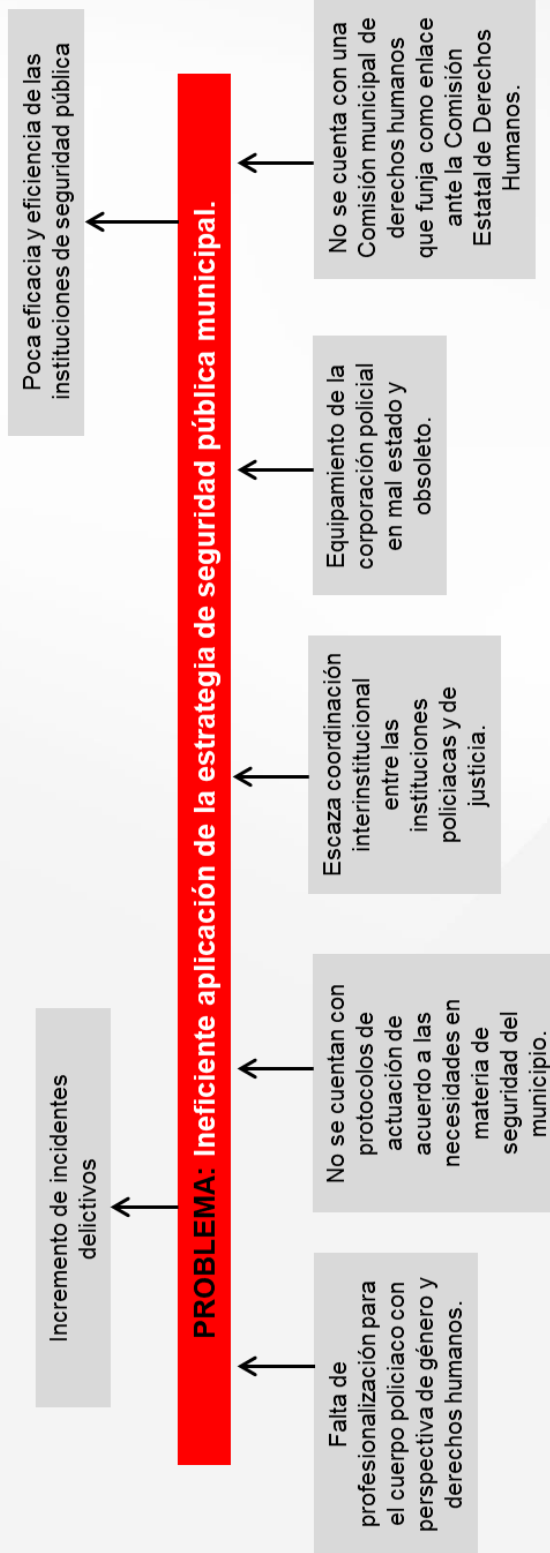 Incremento de incidentes
delictivos
Poca eficacia y eficiencia de las
instituciones de seguridad pública
PROBLEMA: Ineficiente aplicación de la estrategia de seguridad pública municipal.
Falta de
profesionalización para
el cuerpo policiaco con
perspectiva de género y
derechos humanos.
No se cuentan con
protocolos de
actuación de
acuerdo a las
necesidades en
materia de
seguridad del
municipio.
Escaza coordinación
interinstitucional
entre las
instituciones
policiacas y de
justicia.
Equipamiento de la
corporación policial
en mal estado y
obsoleto.
No se cuenta con una
Comisión municipal de
derechos humanos
que funja como enlace
ante la Comisión
Estatal de Derechos
Humanos.